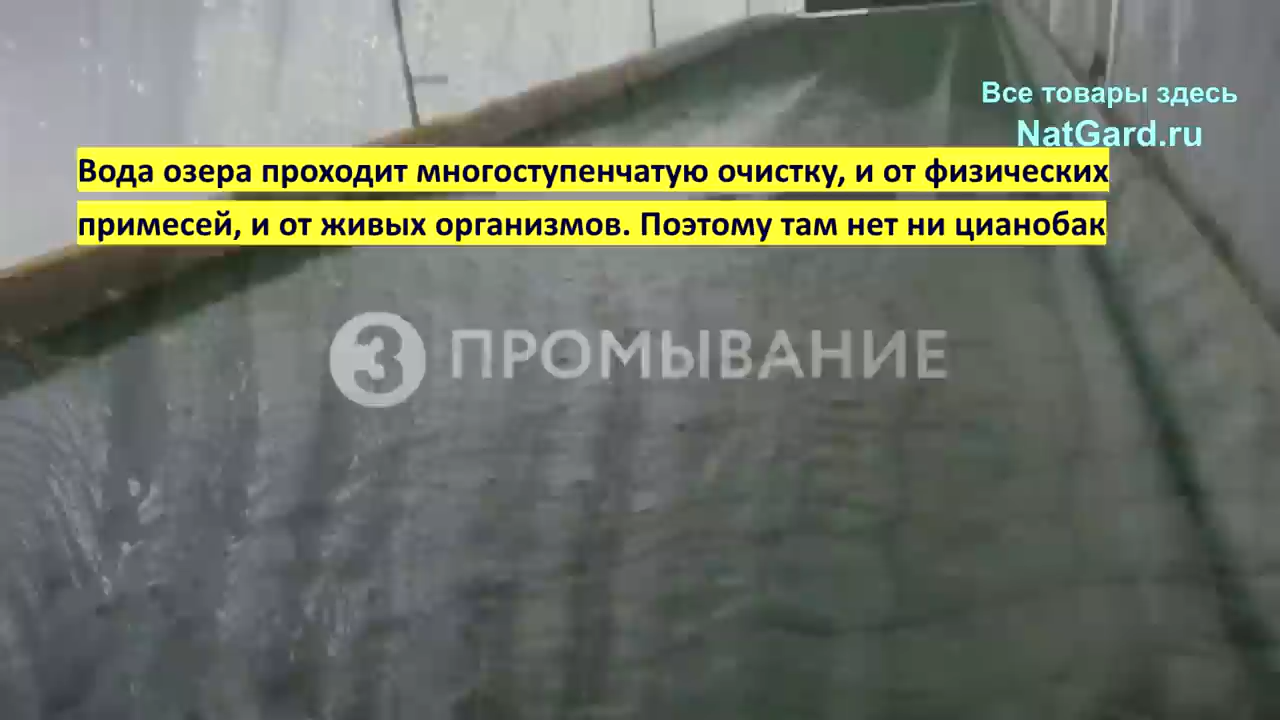 Все товары здесь
NatGard.ru
Вода озера проходит многоступенчатую очистку, и от физических
примесей, и от живых организмов. Поэтому там нет ни цианобак
3 ПРОМЫВАНИЕ